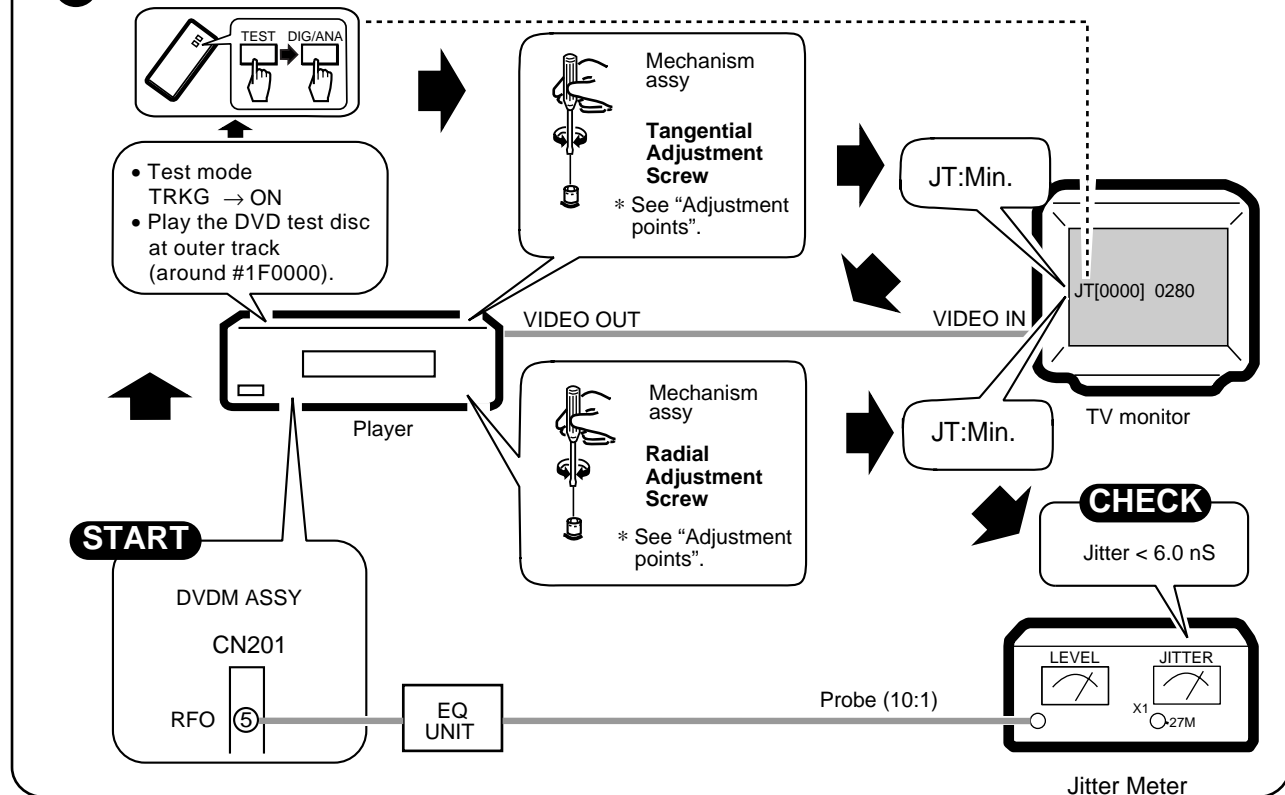 TEST DIG/ANA
• Test mode
TRKG → ON
• Play the DVD test disc
at outer track
(around #1F0000).
Mechanism
assy
Tangential
Adjustment
Screw
* See “Adjustment
points”.
JT:Min.
JT[0000] 0280
TV monitor
VIDEO OUT
VIDEO IN
Player
Mechanism
assy
Radial
Adjustment
Screw
* See “Adjustment
points”.
JT:Min.
START
DVDM ASSY
CN201
RFO ⑤
EQ
UNIT
Probe (10:1)
CHECK
Jitter < 6.0 nS
LEVEL JITTER
X1
27M
Jitter Meter